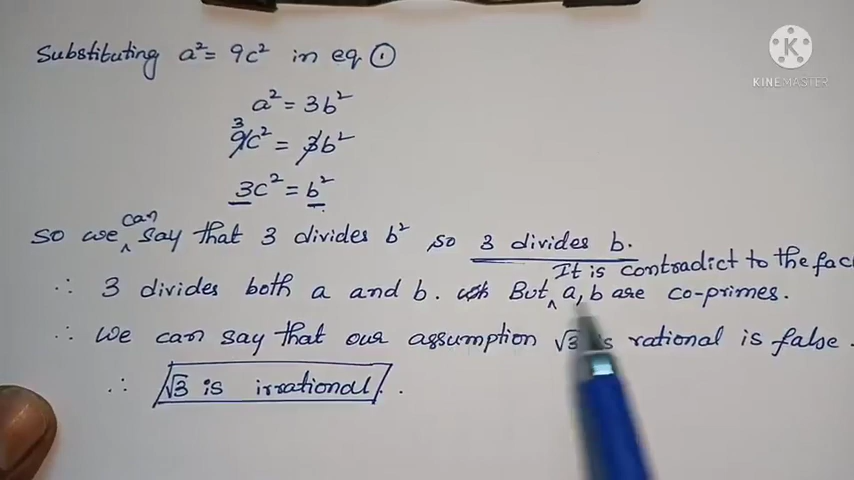 Substituting a² = 9c² in eq ①
a² = 3b²
3
9c² = 3b²
3c² = b²
So we can say that 3 divides b², so 3 divides b.
It is contradict to the fac
∴ 3 divides both a and b. But a, b are co-primes.
∴ we can say that our assumption √3 is rational is false.
∴ √3 is irrational.
KINEMASTER